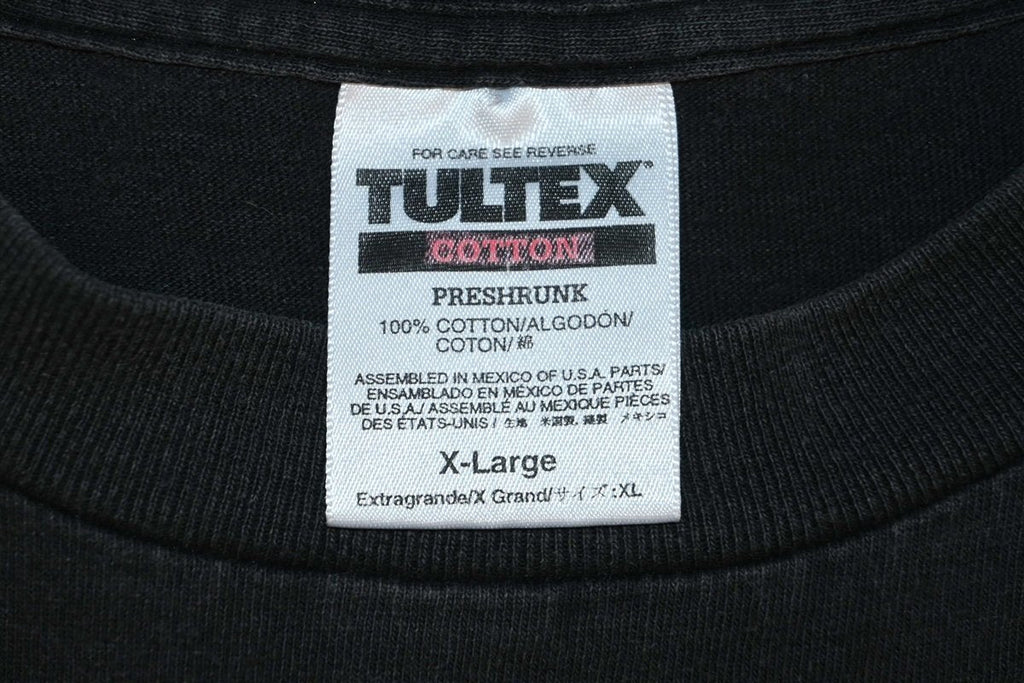 FOR CARE SEE REVERSE
TULTEX™
COTTON
PRESHRUNK
100% COTTON/ALGODÓN/
COTON/綿
ASSEMBLED IN MEXICO OF U.S.A. PARTS/
ENSAMBLADO EN MÉXICO DE PARTES
DE U.S.A./ASSEMBLÉ AU MEXIQUE PIÈCES
DES ÉTATS-UNIS / 生地 米国製, 縫製 メキシコ
X-Large
Extragrande/X Grand/サイズ:XL